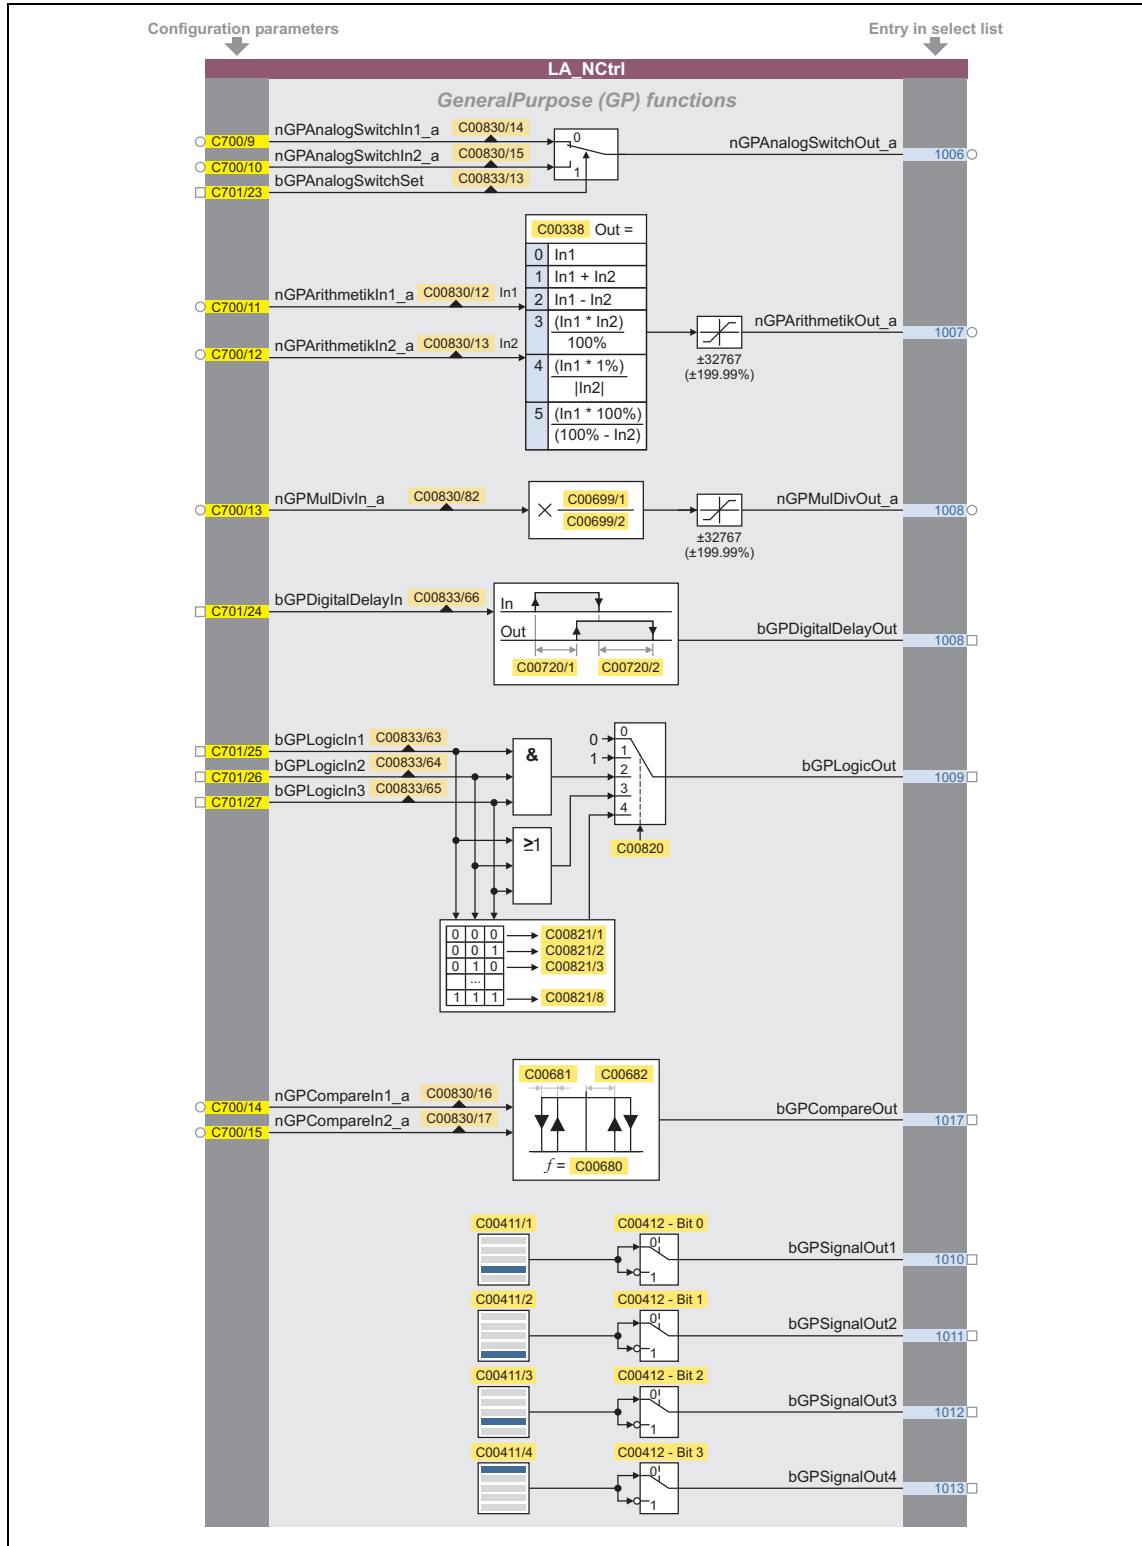 Configuration parameters
Entry in select list
LA_NCtrl
GeneralPurpose (GP) functions
C700/9
nGPAnalogSwitchIn1_a
C00830/14
C700/10
nGPAnalogSwitchIn2_a
C00830/15
C701/23
bGPAnalogSwitchSet
C00833/13
0
1
nGPAnalogSwitchOut_a
1006
C00338 Out =
0 In1
1 In1 + In2
2 In1 - In2
3 (In1 * In2)
100%
4 (In1 * 1%)
|In2|
5 (In1 * 100%)
(100% - In2)
C700/11
nGPArithmetikIn1_a
C00830/12 In1
C700/12
nGPArithmetikIn2_a
C00830/13 In2
±32767
(±199.99%)
nGPArithmetikOut_a
1007
C700/13
nGPMulDivIn_a
C00830/82
× C00699/1
C00699/2
±32767
(±199.99%)
nGPMulDivOut_a
1008
C701/24
bGPDigitalDelayIn
C00833/66
In
Out
C00720/1
C00720/2
bGPDigitalDelayOut
1008
C701/25
bGPLogicIn1
C00833/63
C701/26
bGPLogicIn2
C00833/64
C701/27
bGPLogicIn3
C00833/65
&
≥1
0
1
0
1
2
3
4
C00820
bGPLogicOut
1009
0 0 0 C00821/1
0 0 1 C00821/2
0 1 0 C00821/3
...
1 1 1 C00821/8
C700/14
nGPCompareIn1_a
C00830/16
C700/15
nGPCompareIn2_a
C00830/17
C00681
C00682
f = C00680
bGPCompareOut
1017
C00411/1
C00412 - Bit 0
0
1
bGPSignalOut1
1010
C00411/2
C00412 - Bit 1
0
1
bGPSignalOut2
1011
C00411/3
C00412 - Bit 2
0
1
bGPSignalOut3
1012
C00411/4
C00412 - Bit 3
0
1
bGPSignalOut4
1013